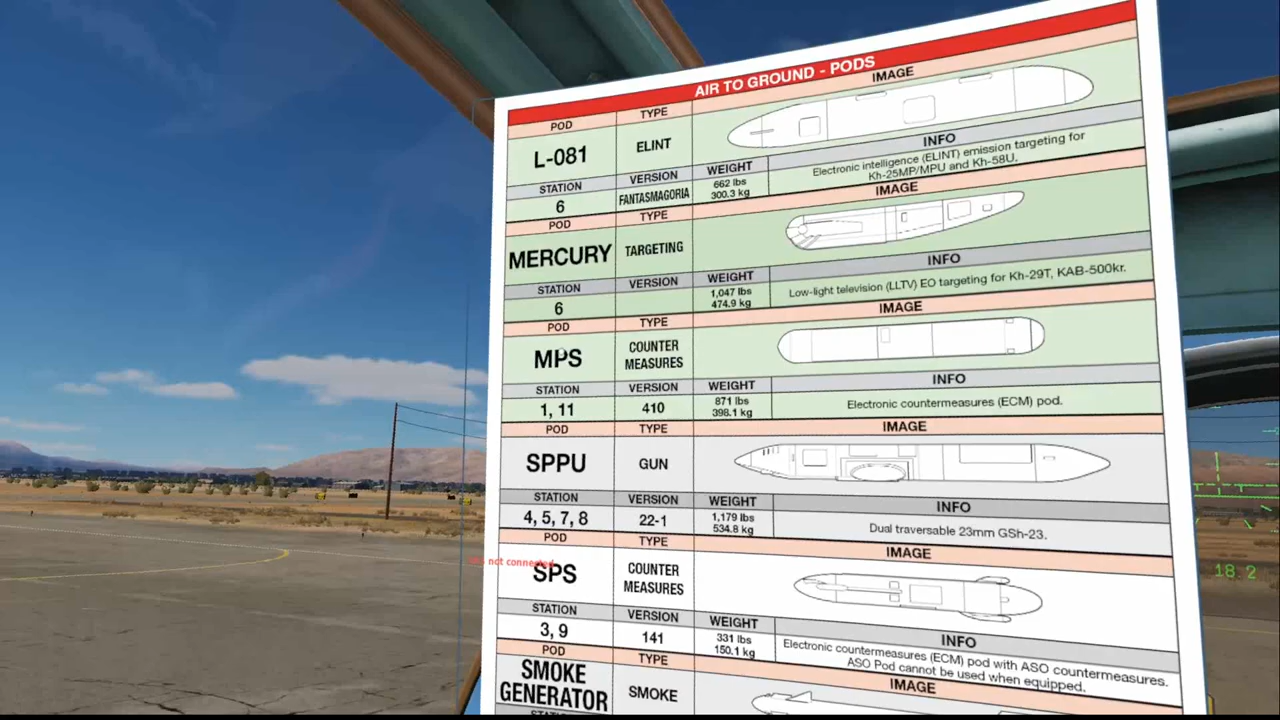 AIR TO GROUND - PODS
POD TYPE IMAGE
L-081 ELINT
STATION VERSION WEIGHT INFO
6 FANTASMAGORIA 662 lbs 300.3 kg Electronic intelligence (ELINT) emission targeting for
Kh-25MP/MPU and Kh-58U.
POD TYPE IMAGE
MERCURY TARGETING
STATION VERSION WEIGHT INFO
6 1,047 lbs 474.9 kg Low-light television (LLTV) EO targeting for Kh-29T, KAB-500kr.
POD TYPE IMAGE
MPS COUNTER MEASURES
STATION VERSION WEIGHT INFO
1, 11 410 871 lbs 398.1 kg Electronic countermeasures (ECM) pod.
POD TYPE IMAGE
SPPU GUN
STATION VERSION WEIGHT INFO
4, 5, 7, 8 22-1 1,179 lbs 534.8 kg Dual traversable 23mm GSh-23.
POD TYPE IMAGE
not connected
SPS COUNTER MEASURES
18.2
STATION VERSION WEIGHT INFO
3, 9 141 331 lbs 150.1 kg Electronic countermeasures (ECM) pod with ASO countermeasures.
ASO Pod cannot be used when equipped.
POD TYPE IMAGE
SMOKE GENERATOR SMOKE